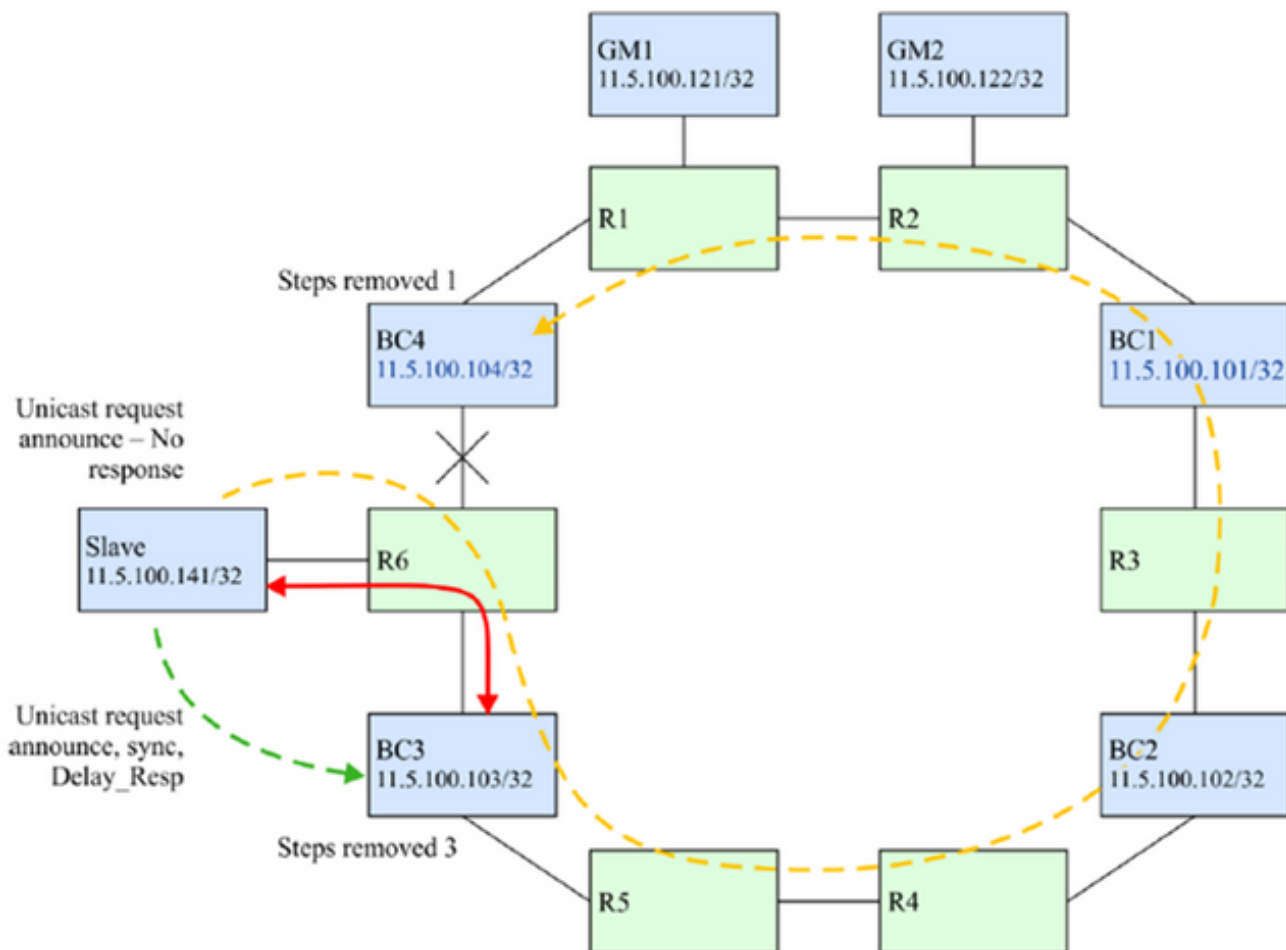 GM1
11.5.100.121/32
GM2
11.5.100.122/32
R1
R2
Steps removed 1
BC4
11.5.100.104/32
BC1
11.5.100.101/32
Unicast request
announce – No
response
Slave
11.5.100.141/32
R6
R3
Unicast request
announce, sync,
Delay_Resp
BC3
11.5.100.103/32
BC2
11.5.100.102/32
Steps removed 3
R5
R4